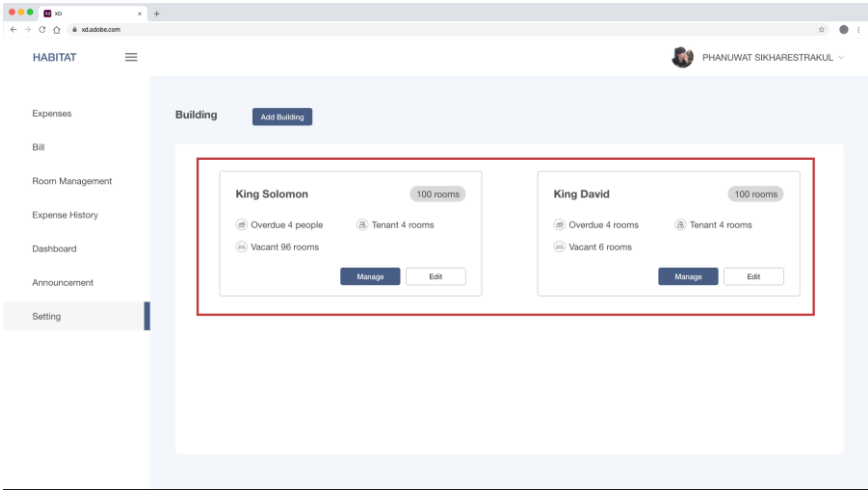 XD
xd.adobe.com
HABITAT
PHANUWAT SIKHARESTRAKUL
Expenses
Bill
Room Management
Expense History
Dashboard
Announcement
Setting
Building
Add Building
King Solomon
100 rooms
Overdue 4 people
Tenant 4 rooms
Vacant 96 rooms
Manage
Edit
King David
100 rooms
Overdue 4 rooms
Tenant 4 rooms
Vacant 6 rooms
Manage
Edit